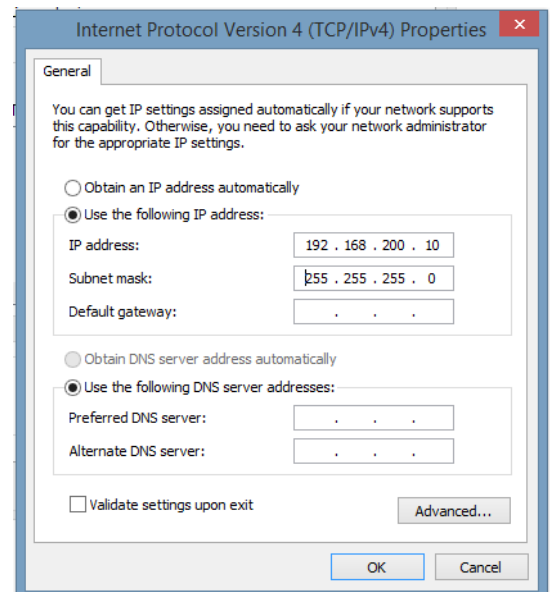 Internet Protocol Version 4 (TCP/IPv4) Properties
General
You can get IP settings assigned automatically if your network supports
this capability. Otherwise, you need to ask your network administrator
for the appropriate IP settings.
Obtain an IP address automatically
Use the following IP address:
IP address: 192 . 168 . 200 . 10
Subnet mask: 255 . 255 . 255 . 0
Default gateway: . . .
Obtain DNS server address automatically
Use the following DNS server addresses:
Preferred DNS server: . . .
Alternate DNS server: . . .
Validate settings upon exit
Advanced...
OK Cancel